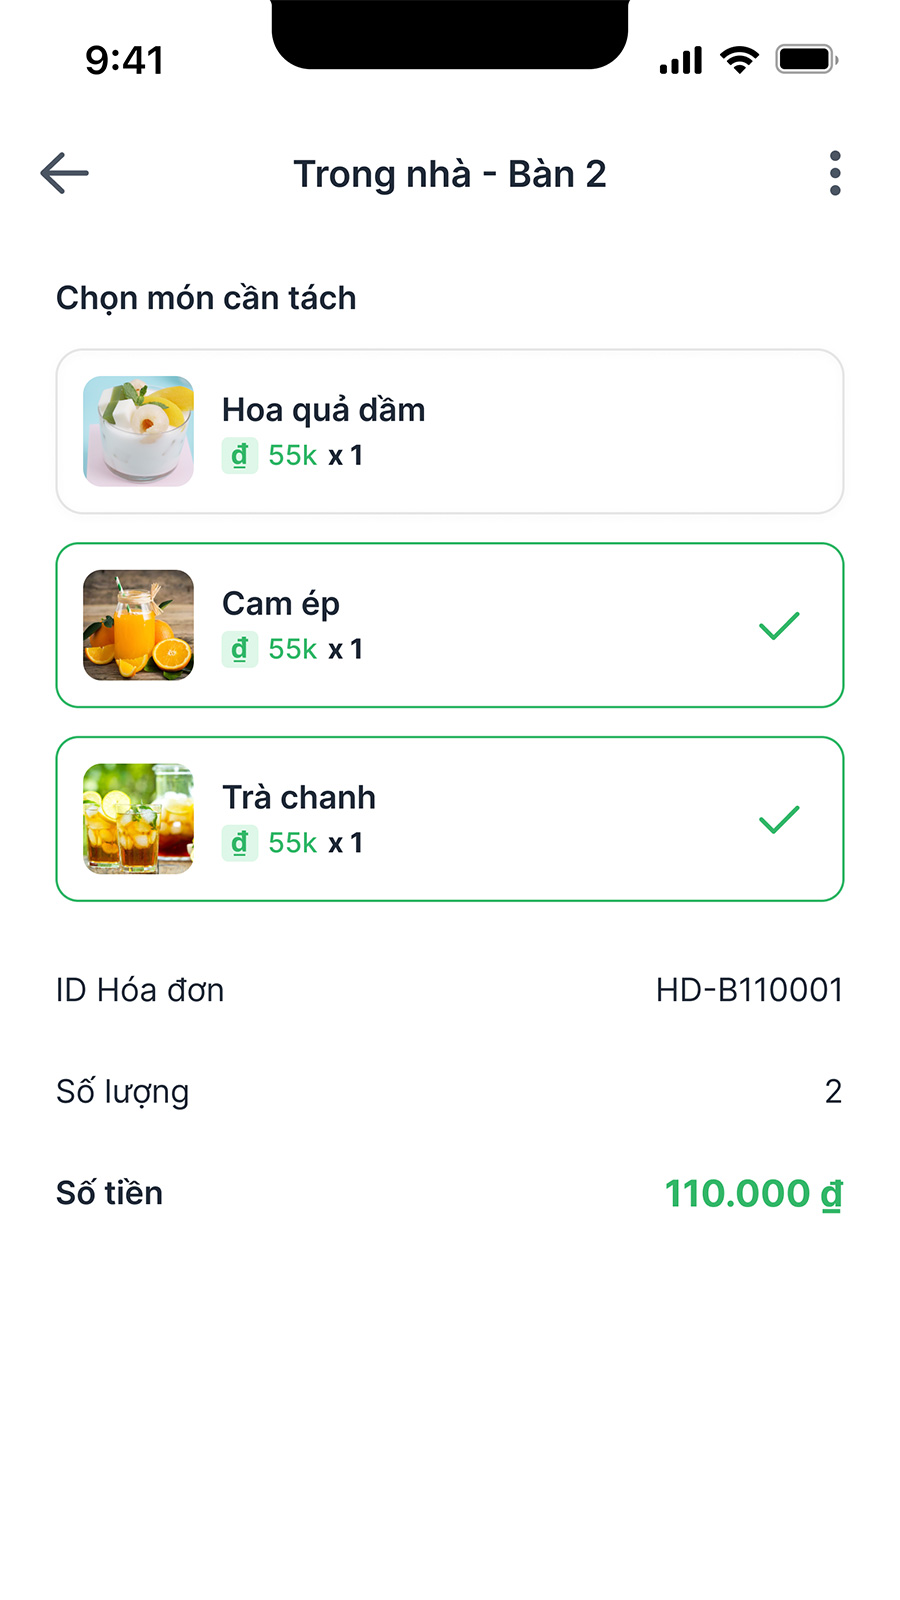 9:41
Trong nhà - Bàn 2
Chọn món cần tách
Hoa quả dầm
đ 55k x 1
Cam ép
đ 55k x 1
Trà chanh
đ 55k x 1
ID Hóa đơn HD-B110001
Số lượng 2
Số tiền 110.000 ₫